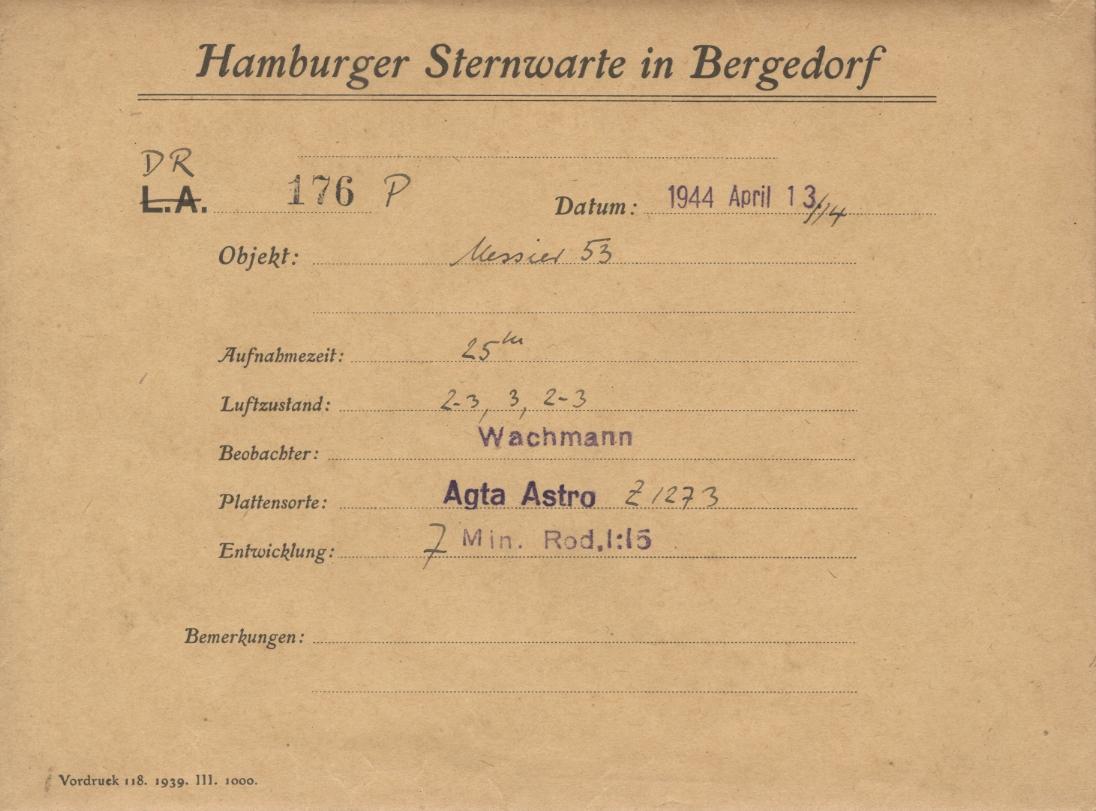 Hamburger Sternwarte in Bergedorf
DR
L.A. 176 P Datum: 1944 April 13/14
Objekt: Messier 53
Aufnahmezeit: 25m
Luftzustand: 2-3, 3, 2-3
Beobachter: Wachmann
Plattensorte: Agfa Astro Z 1273
Entwicklung: 7 Min. Rod, 1:15
Bemerkungen:
Vordruck 118. 1939. III. 1000.